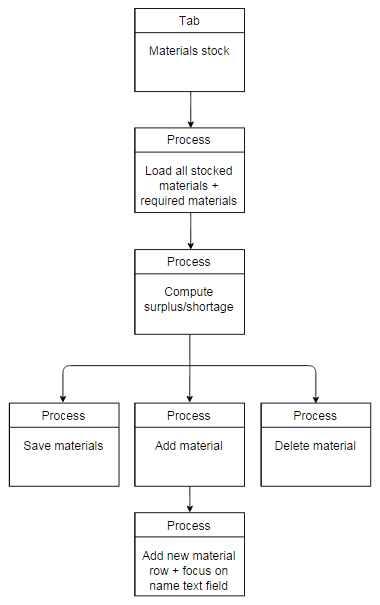 Tab
Materials stock
Process
Load all stocked
materials +
required materials
Process
Compute
surplus/shortage
Process
Save materials
Process
Add material
Process
Delete material
Process
Add new material
row + focus on
name text field